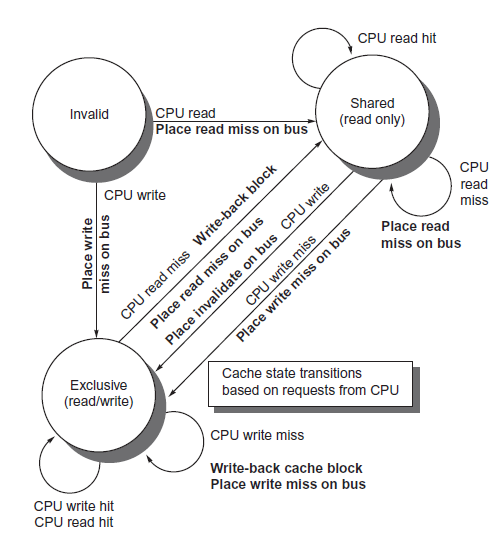 CPU read hit
Invalid
Shared
(read only)
CPU read
Place read miss on bus
CPU
read
miss
Place read
miss on bus
CPU write
Place write
miss on bus
CPU read miss Write-back block
Place read miss on bus
Place invalidate on bus CPU write
CPU write miss
Place write miss on bus
Cache state transitions
based on requests from CPU
Exclusive
(read/write)
CPU write miss
Write-back cache block
Place write miss on bus
CPU write hit
CPU read hit